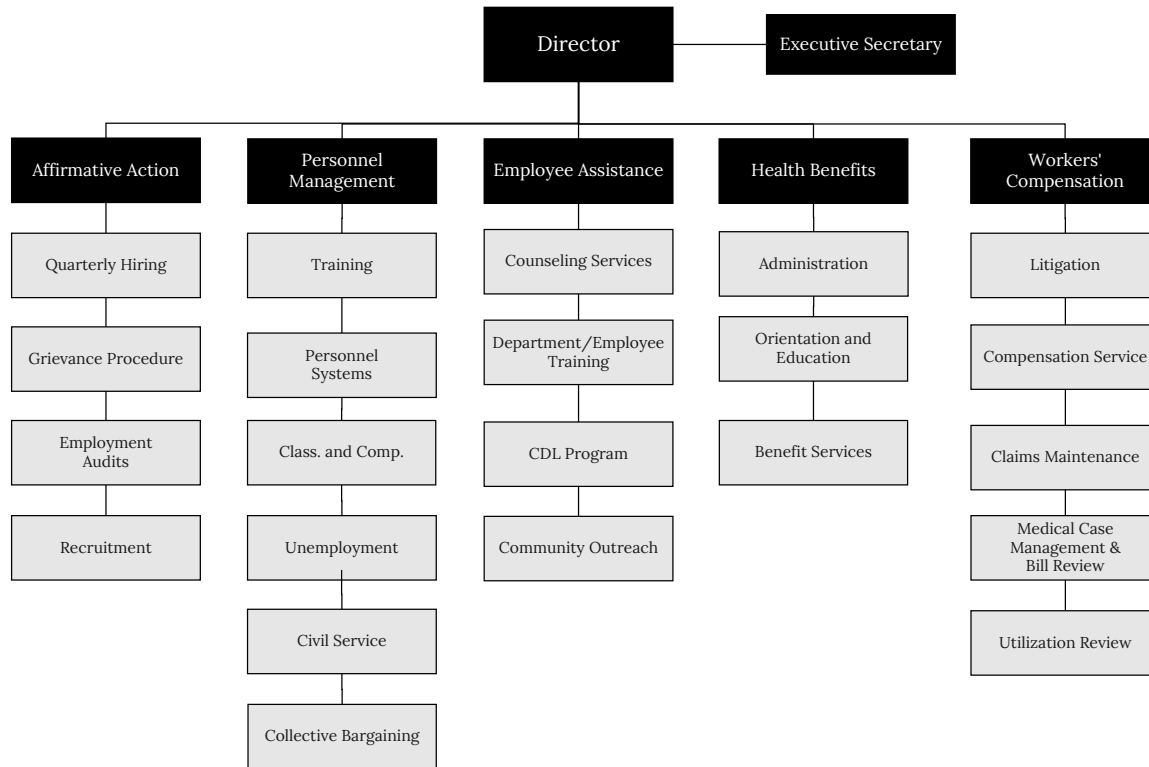 Director
Executive Secretary
Affirmative Action
Personnel
Management
Employee Assistance
Health Benefits
Workers'
Compensation
Quarterly Hiring
Grievance Procedure
Employment
Audits
Recruitment
Training
Personnel
Systems
Class. and Comp.
Unemployment
Civil Service
Collective Bargaining
Counseling Services
Department/Employee
Training
CDL Program
Community Outreach
Administration
Orientation and
Education
Benefit Services
Litigation
Compensation Service
Claims Maintenance
Medical Case
Management &
Bill Review
Utilization Review